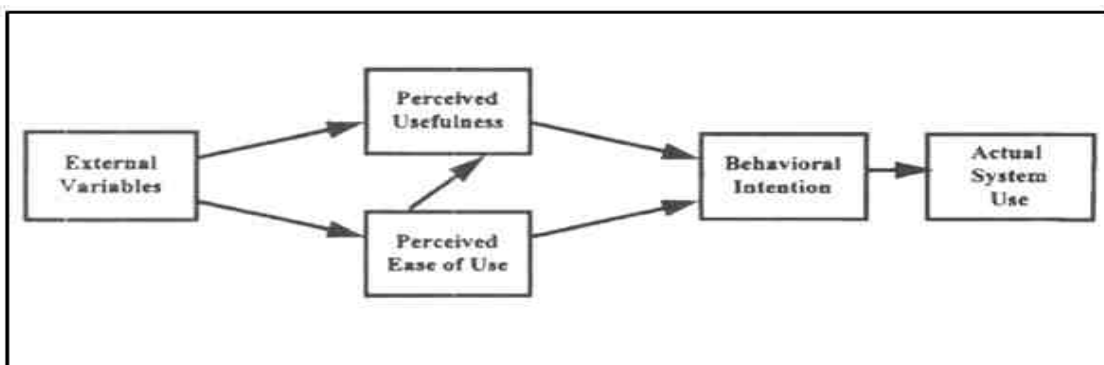 External
Variables
Perceived
Usefulness
Perceived
Ease of Use
Behavioral
Intention
Actual
System
Use